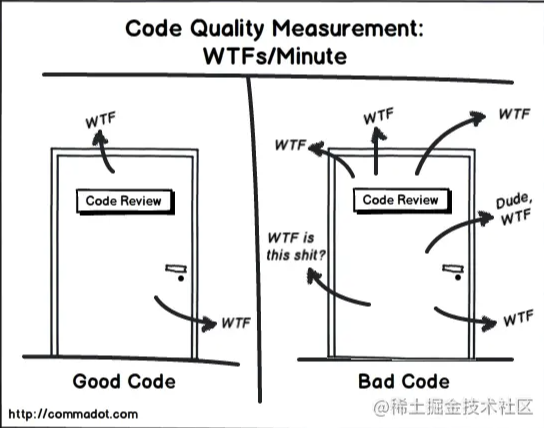 Code Quality Measurement:
WTFs/Minute
WTF
Code Review
WTF
Good Code
WTF
WTF
WTF
Code Review
Dude,
WTF
WTF is
this shit?
WTF
Bad Code
http://commadot.com
@稀土掘金技术社区